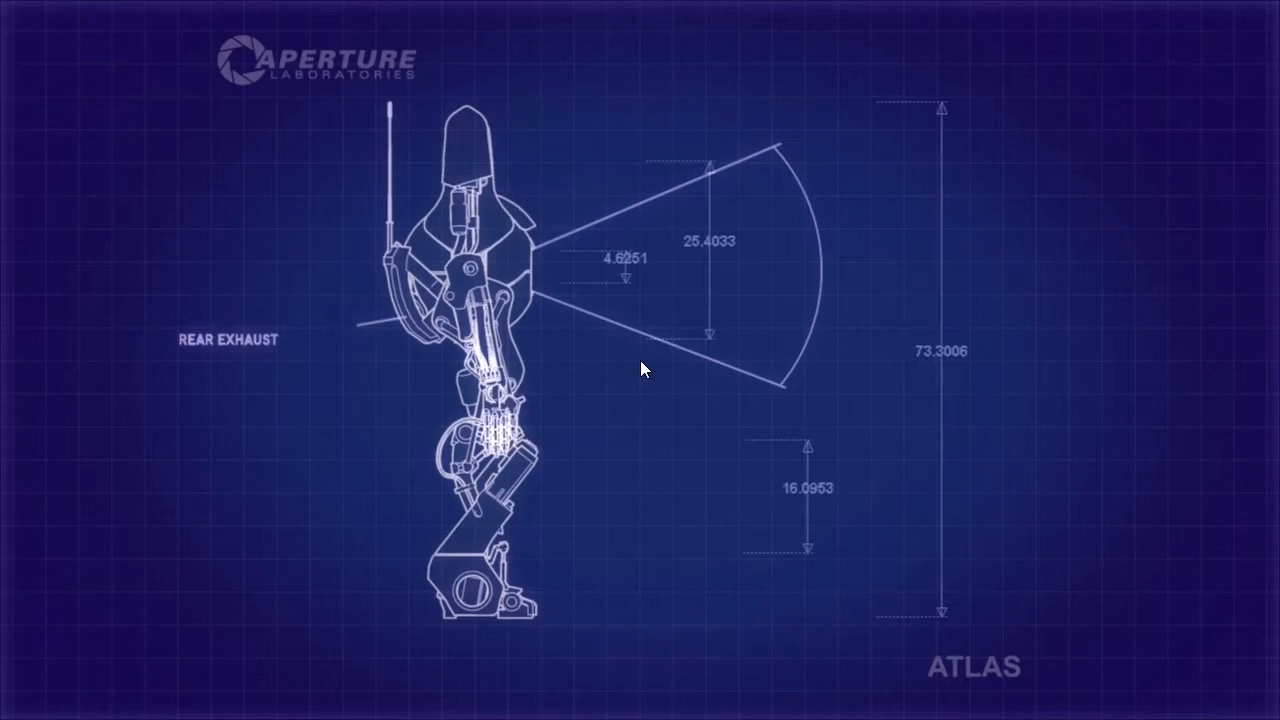 APERTURE
LABORATORIES
25.4033
4.6251
REAR EXHAUST
73.3006
16.0953
ATLAS